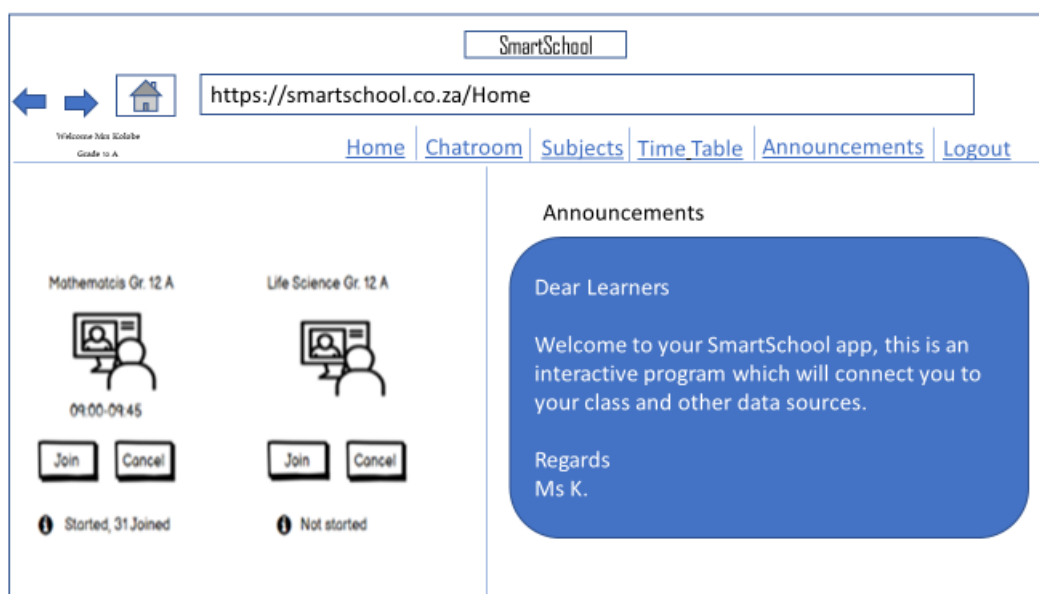 SmartSchool
https://smartschool.co.za/Home
Welcome Mrs Kolobe
Grade 12 A
Home Chatroom Subjects Time Table Announcements Logout
Mathematcis Gr. 12 A
09:00-09:45
Join Cancel
Started, 31 Joined
Life Science Gr. 12 A
Join Cancel
Not started
Announcements
Dear Learners
Welcome to your SmartSchool app, this is an
interactive program which will connect you to
your class and other data sources.
Regards
Ms K.